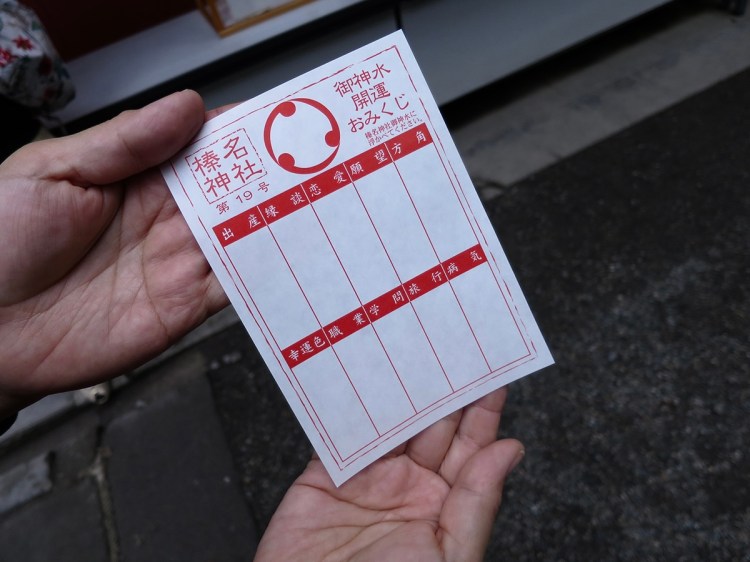 御神水
開運
おみくじ
榛名神社御神水に
浮かべてください。
榛名
神社
第19号
方角
願望
恋愛
縁談
出産
病気
旅行
学問
職業
幸運色